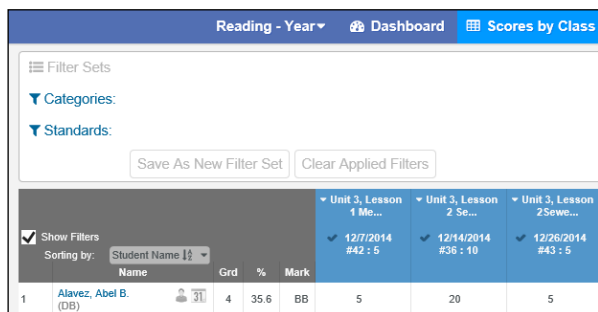 Reading - Year Dashboard Scores by Class
Filter Sets
Categories:
Standards:
Save As New Filter Set Clear Applied Filters
Unit 3, Lesson 1 Me... Unit 3, Lesson 2 Se... Unit 3, Lesson 2Sewe...
Show Filters 12/7/2014 12/14/2014 12/26/2014
#42 : 5 #36 : 10 #43 : 5
Sorting by: Student Name
Name Grd % Mark
1 Alavez, Abel B. 31 4 35.6 BB 5 20 5
(DB)